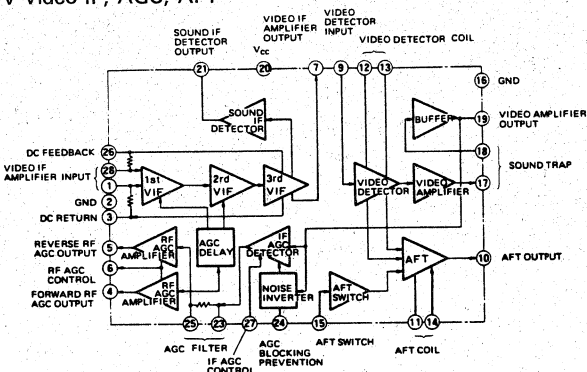 V Video IF, AGC, AFT
SOUND IF
DETECTOR
OUTPUT
VCC
VIDEO IF
AMPLIFIER
OUTPUT
VIDEO
DETECTOR
INPUT
VIDEO DETECTOR COIL
21
20
7
9
12
13
16
GND
SOUND
IF
DETECTOR
BUFFER
19
VIDEO AMPLIFIER
OUTPUT
DC FEEDBACK
26
18
SOUND TRAP
VIDEO IF
AMPLIFIER INPUT
28
1
1st
VIF
2rd
VIF
3rd
VIF
VIDEO
DETECTOR
VIDEO
AMPLIFIER
17
GND
2
DC RETURN
3
REVERSE RF
AGC OUTPUT
5
RF
AGC
AMPLIFIER
AGC
DELAY
IF
AGC
DETECTOR
AFT
10
AFT OUTPUT
RF AGC
CONTROL
6
FORWARD RF
AGC OUTPUT
4
RF
AGC
AMPLIFIER
NOISE
INVERTER
AFT
SWITCH
25
23
27
24
15
11
14
AGC FILTER
IF AGC
CONTROL
AGC
BLOCKING
PREVENTION
AFT SWITCH
AFT COIL